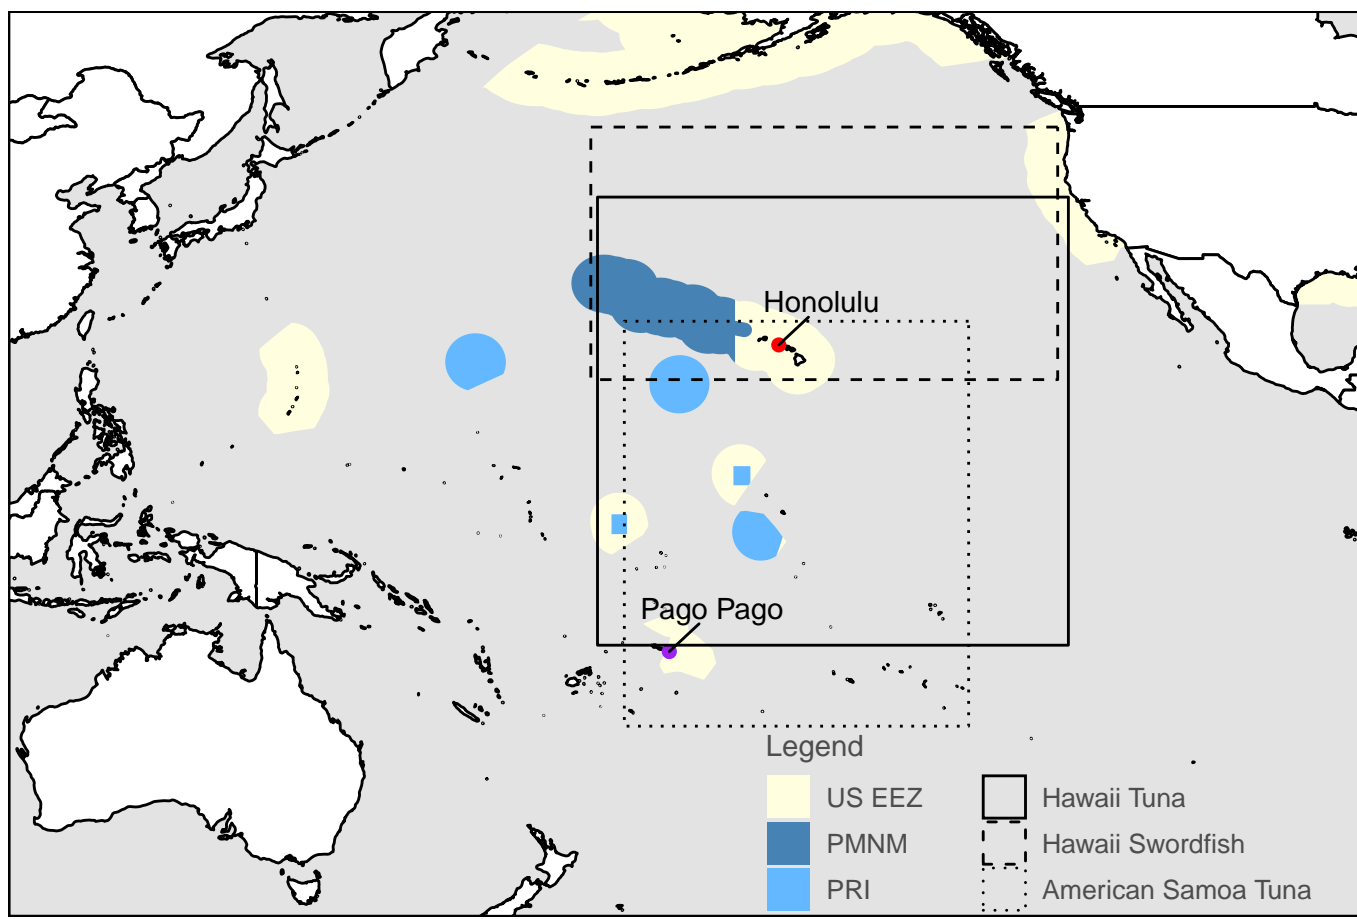 Honolulu
Pago Pago
Legend
US EEZ
PMNM
PRI
Hawaii Tuna
Hawaii Swordfish
American Samoa Tuna